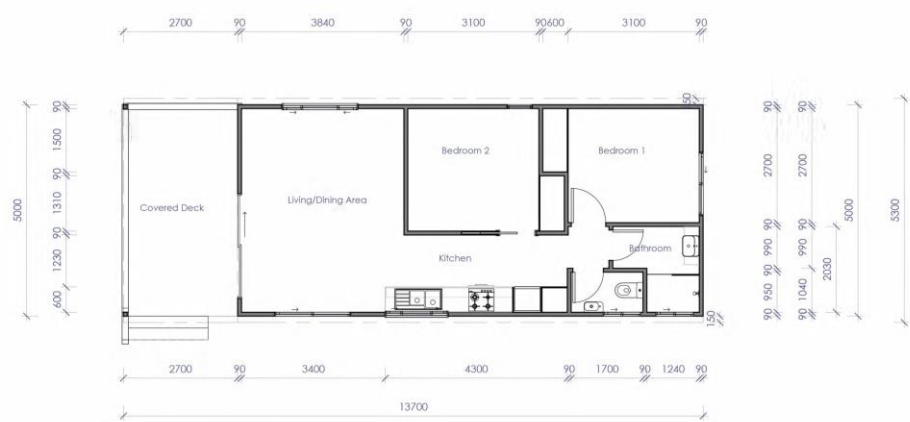 2700 90 3840 90 3100 90 600 3100 90
50
90 1500 90 1310 90 1230 600
5000
Bedroom 2
Bedroom 1
Covered Deck
Living/Dining Area
Bathroom
Kitchen
90 2700 90 990 90 950 90
90 2700 90 990 90 1040 90
2030
5000
5300
150
2700 90 3400 4300 90 1700 90 1240 90
13700